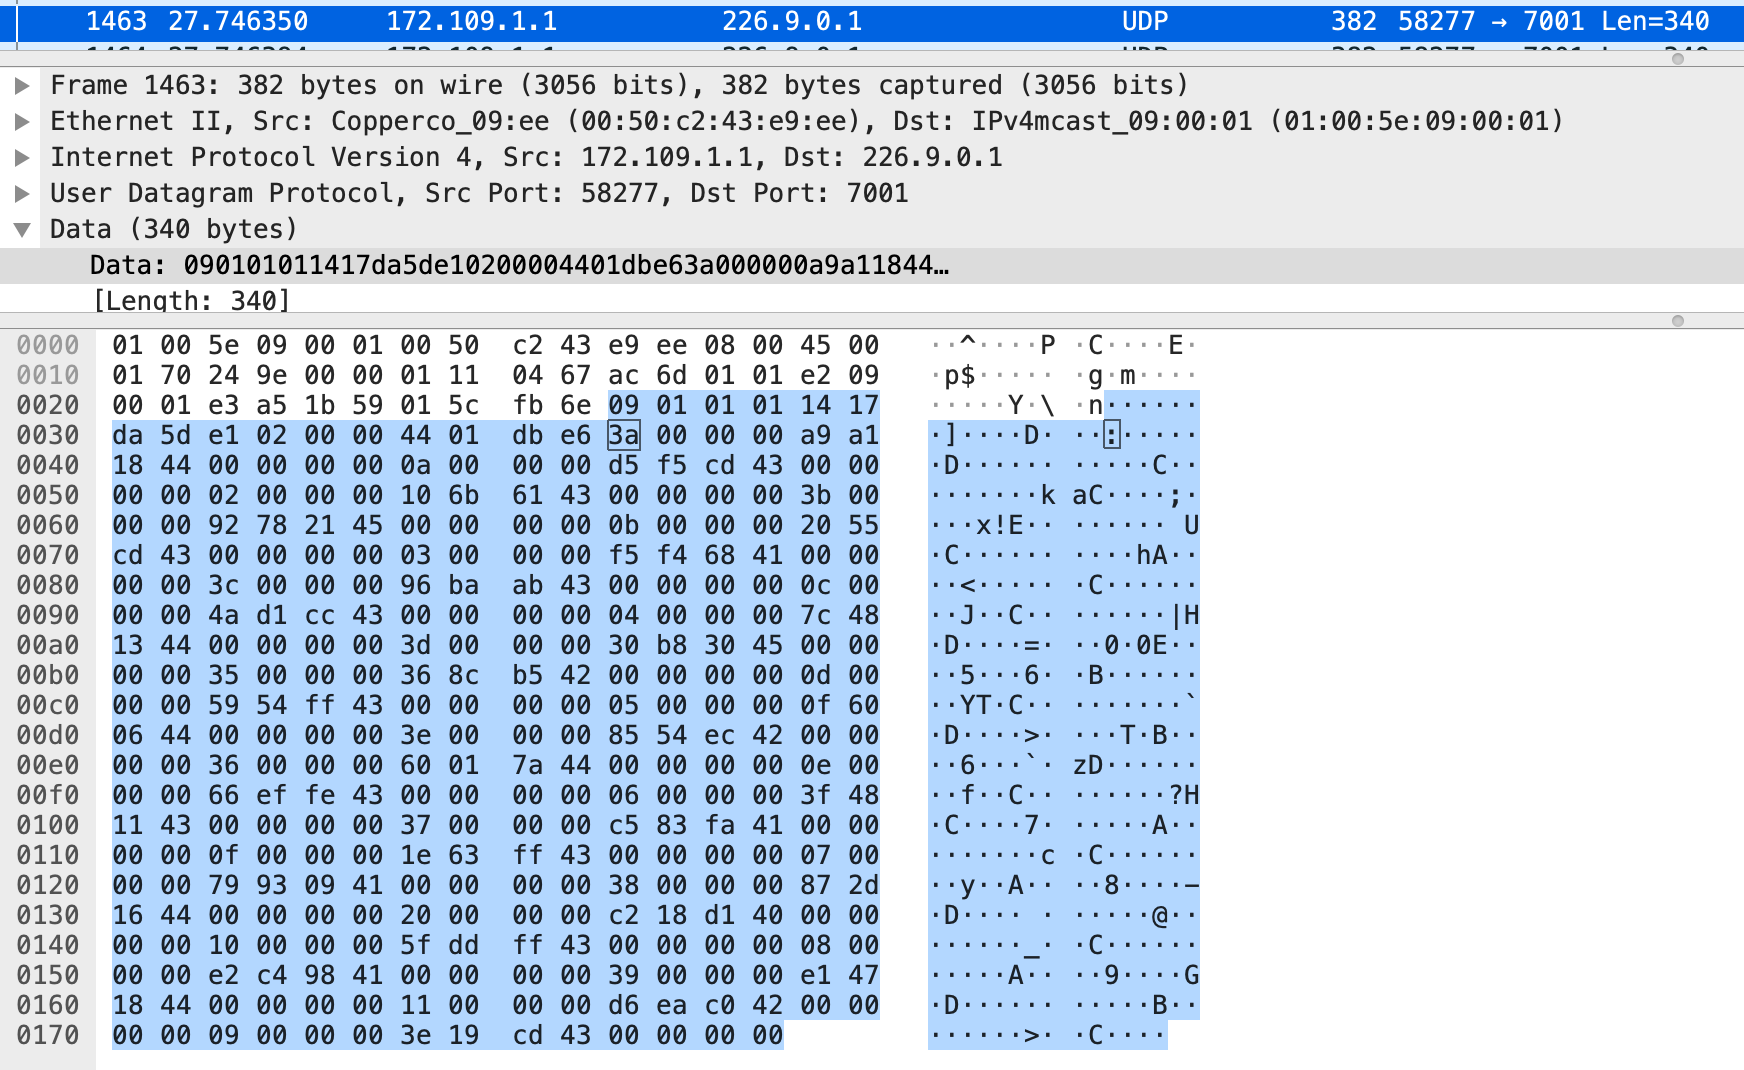 1463 27.746350 172.109.1.1 226.9.0.1 UDP 382 58277 → 7001 Len=340
Frame 1463: 382 bytes on wire (3056 bits), 382 bytes captured (3056 bits)
Ethernet II, Src: Copperco_09:ee (00:50:c2:43:e9:ee), Dst: IPv4mcast_09:00:01 (01:00:5e:09:00:01)
Internet Protocol Version 4, Src: 172.109.1.1, Dst: 226.9.0.1
User Datagram Protocol, Src Port: 58277, Dst Port: 7001
Data (340 bytes)
Data: 090101011417da5de10200004401dbe63a000000a9a11844…
[Length: 340]
0000 01 00 5e 09 00 01 00 50 c2 43 e9 ee 08 00 45 00 ··^····P ·C····E·
0010 01 70 24 9e 00 00 01 11 04 67 ac 6d 01 01 e2 09 ·p$····· ·g·m····
0020 00 01 e3 a5 1b 59 01 5c fb 6e 09 01 01 01 14 17 ·····Y·\ ·n······
0030 da 5d e1 02 00 00 44 01 db e6 3a 00 00 00 a9 a1 ·]····D· ··:·····
0040 18 44 00 00 00 00 0a 00 00 00 d5 f5 cd 43 00 00 ·D······ ·····C··
0050 00 00 02 00 00 00 10 6b 61 43 00 00 00 00 3b 00 ·······k aC····;·
0060 00 00 92 78 21 45 00 00 00 00 0b 00 00 00 20 55 ···x!E·· ······ U
0070 cd 43 00 00 00 00 03 00 00 00 f5 f4 68 41 00 00 ·C······ ····hA··
0080 00 00 3c 00 00 00 96 ba ab 43 00 00 00 00 0c 00 ··<····· ·C······
0090 00 00 4a d1 cc 43 00 00 00 00 04 00 00 00 7c 48 ··J··C·· ······|H
00a0 13 44 00 00 00 00 3d 00 00 00 30 b8 30 45 00 00 ·D····=· ··0·0E··
00b0 00 00 35 00 00 00 36 8c b5 42 00 00 00 00 0d 00 ··5···6· ·B······
00c0 00 00 59 54 ff 43 00 00 00 00 05 00 00 00 0f 60 ··YT·C·· ·······`
00d0 06 44 00 00 00 00 3e 00 00 00 85 54 ec 42 00 00 ·D····>· ···T·B··
00e0 00 00 36 00 00 00 60 01 7a 44 00 00 00 00 0e 00 ··6···`· zD······
00f0 00 00 66 ef fe 43 00 00 00 00 06 00 00 00 3f 48 ··f··C·· ······?H
0100 11 43 00 00 00 00 37 00 00 00 c5 83 fa 41 00 00 ·C····7· ·····A··
0110 00 00 0f 00 00 00 1e 63 ff 43 00 00 00 00 07 00 ·······c ·C······
0120 00 00 79 93 09 41 00 00 00 00 38 00 00 00 87 2d ··y··A·· ··8····-
0130 16 44 00 00 00 00 20 00 00 00 c2 18 d1 40 00 00 ·D···· · ·····@··
0140 00 00 10 00 00 00 5f dd ff 43 00 00 00 00 08 00 ······_· ·C······
0150 00 00 e2 c4 98 41 00 00 00 00 39 00 00 00 e1 47 ·····A·· ··9····G
0160 18 44 00 00 00 00 11 00 00 00 d6 ea c0 42 00 00 ·D······ ·····B··
0170 00 00 09 00 00 00 3e 19 cd 43 00 00 00 00 ······>· ·C····